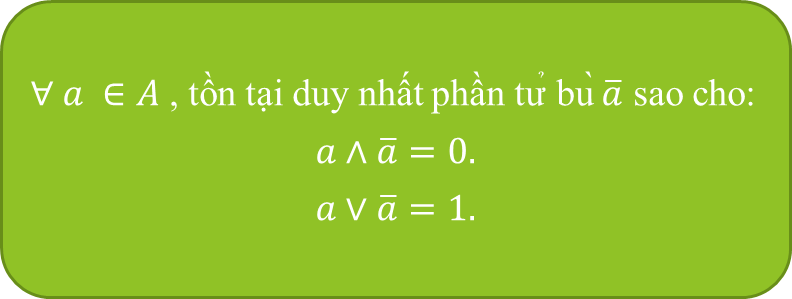 ∀ a ∈ A , tồn tại duy nhất phần tử bù a̅ sao cho:
a ∧ a̅ = 0.
a ∨ a̅ = 1.